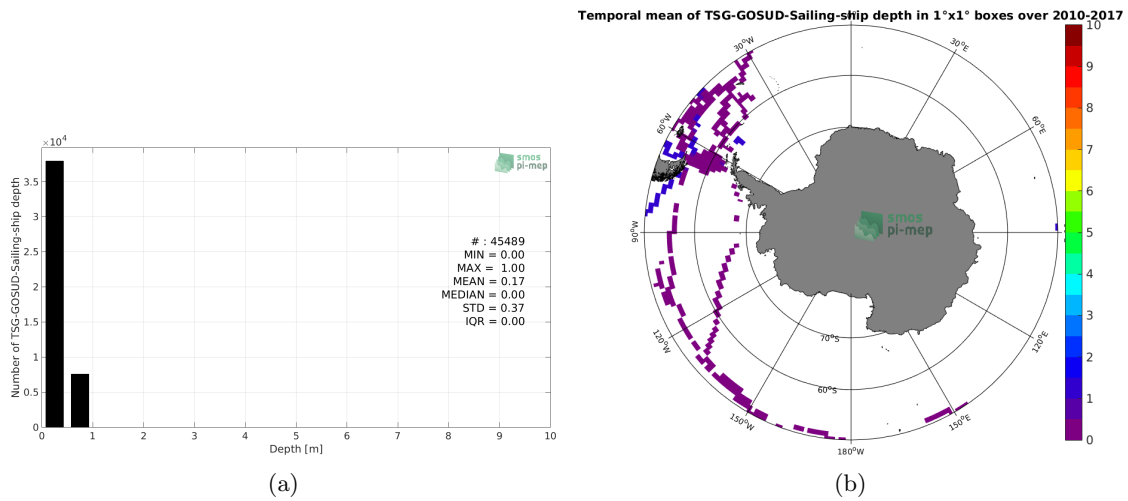 ×10⁴
3.5
3
2.5
2
1.5
1
0.5
0
Number of TSG-GOSUD-Sailing-ship depth
0 1 2 3 4 5 6 7 8 9 10
Depth [m]
smos
pi-mep
# : 45489
MIN = 0.00
MAX = 1.00
MEAN = 0.17
MEDIAN = 0.00
STD = 0.37
IQR = 0.00
(a)
Temporal mean of TSG-GOSUD-Sailing-ship depth in 1°x1° boxes over 2010-2017
30°W
30°E
60°W
60°E
90°W
120°W
120°E
150°W
150°E
180°W
70°S
60°S
smos
pi-mep
10
9
8
7
6
5
4
3
2
1
0
(b)